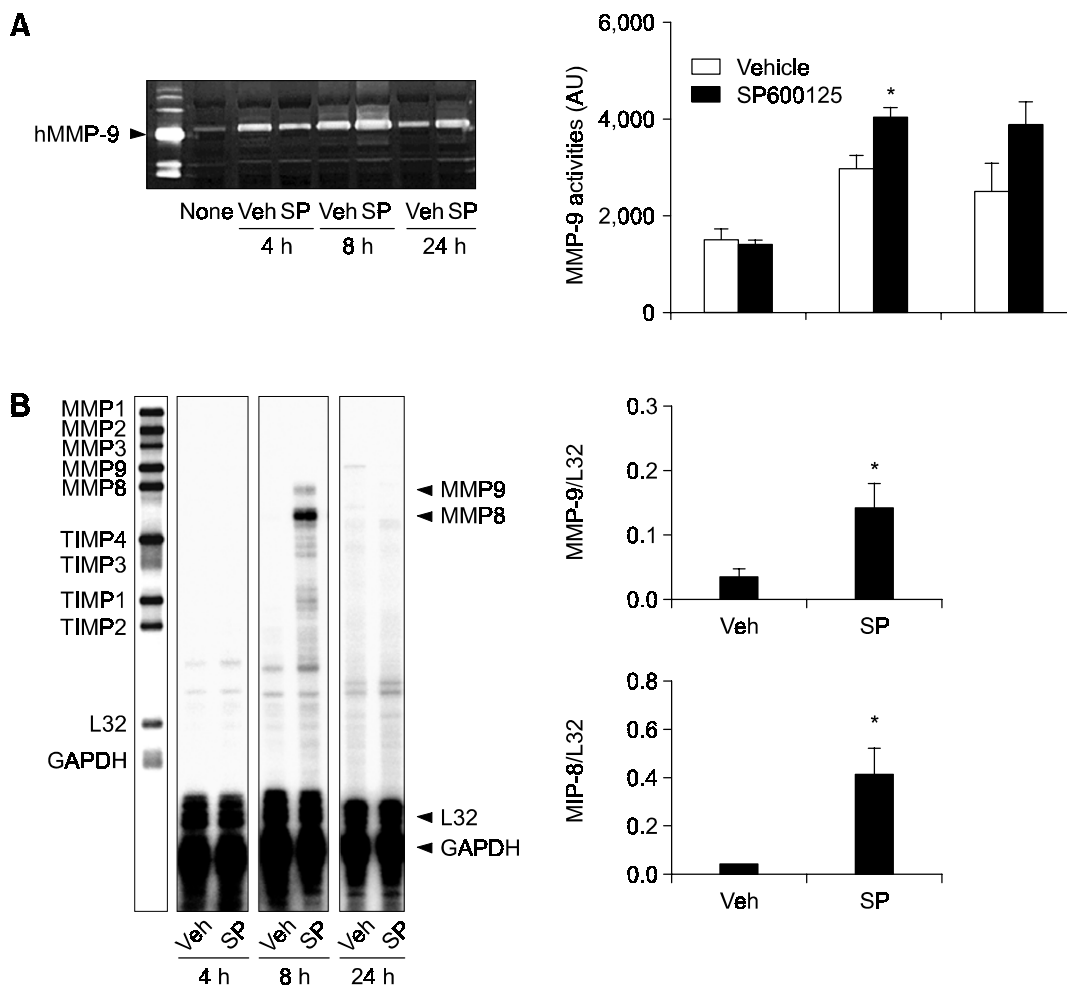 A
hMMP-9
None Veh SP Veh SP Veh SP
4 h 8 h 24 h
6,000
4,000
2,000
0
MMP-9 activities (AU)
Vehicle
SP600125
*
B
MMP1
MMP2
MMP3
MMP9
MMP8
TIMP4
TIMP3
TIMP1
TIMP2
L32
GAPDH
MMP9
MMP8
L32
GAPDH
Veh SP Veh SP Veh SP
4 h 8 h 24 h
0.3
0.2
0.1
0.0
MMP-9/L32
*
Veh SP
0.8
0.6
0.4
0.2
0.0
MIP-8/L32
*
Veh SP